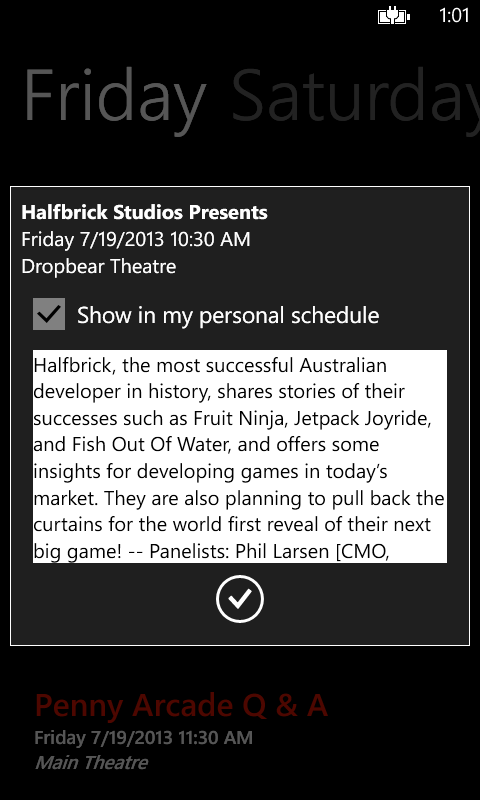 1:01
Friday Saturday
Halfbrick Studios Presents
Friday 7/19/2013 10:30 AM
Dropbear Theatre
Show in my personal schedule
Halfbrick, the most successful Australian
developer in history, shares stories of their
successes such as Fruit Ninja, Jetpack Joyride,
and Fish Out Of Water, and offers some
insights for developing games in today’s
market. They are also planning to pull back the
curtains for the world first reveal of their next
big game! -- Panelists: Phil Larsen [CMO,
Penny Arcade Q & A
Friday 7/19/2013 11:30 AM
Main Theatre